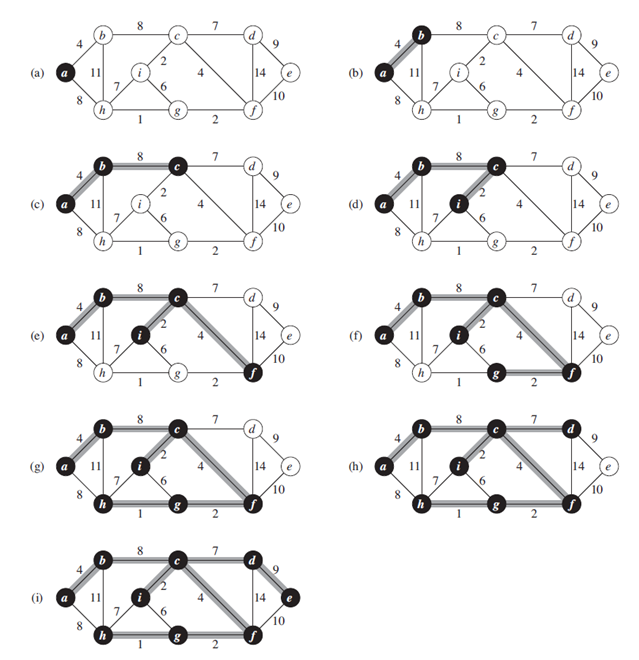 8 7 8 7
b c d b c d
4 9 4 9
2 2
(a) a 11 i 4 14 e (b) a 11 i 4 14 e
7 6 7 6
8 10 8 10
h g f h g f
1 2 1 2
8 7 8 7
b c d b c d
4 9 4 9
2 2
(c) a 11 i 4 14 e (d) a 11 i 4 14 e
7 6 7 6
8 10 8 10
h g f h g f
1 2 1 2
8 7 8 7
b c d b c d
4 9 4 9
2 2
(e) a 11 i 4 14 e (f) a 11 i 4 14 e
7 6 7 6
8 10 8 10
h g f h g f
1 2 1 2
8 7 8 7
b c d b c d
4 9 4 9
2 2
(g) a 11 i 4 14 e (h) a 11 i 4 14 e
7 6 7 6
8 10 8 10
h g f h g f
1 2 1 2
8 7
b c d
4 9
2
(i) a 11 i 4 14 e
7 6
8 10
h g f
1 2